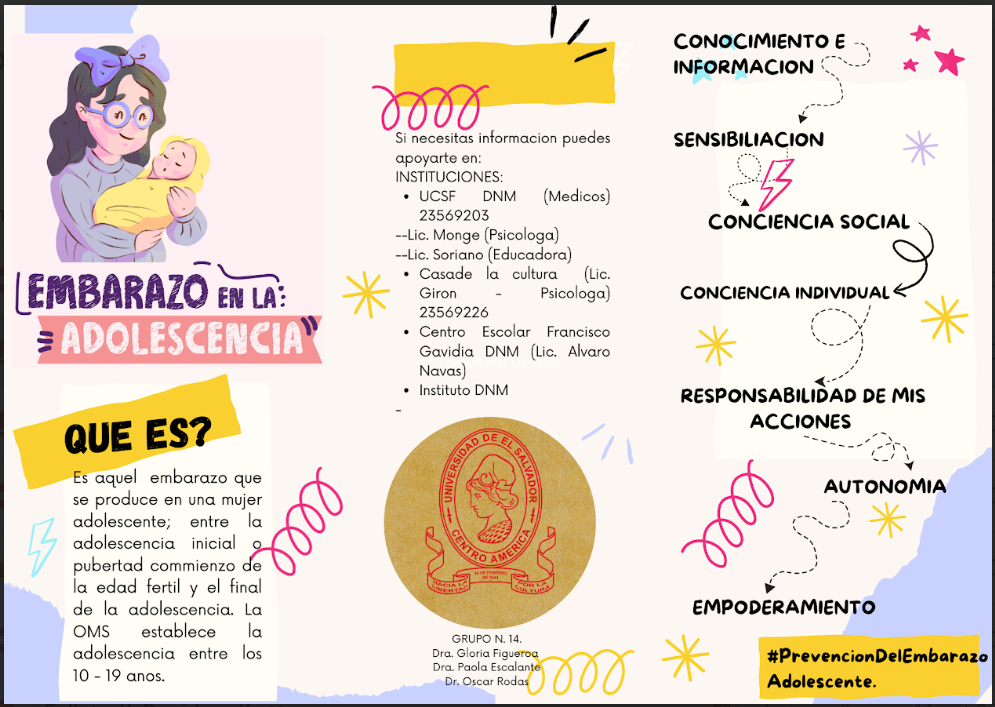 EMBARAZO EN LA:
ADOLESCENCIA
QUE ES?
Es aquel embarazo que
se produce en una mujer
adolescente; entre la
adolescencia inicial o
pubertad commienzo de
la edad fertil y el final
de la adolescencia. La
OMS establece la
adolescencia entre los
10 - 19 anos.
Si necesitas informacion puedes
apoyarte en:
INSTITUCIONES:
• UCSF DNM (Medicos)
23569203
--Lic. Monge (Psicologa)
--Lic. Soriano (Educadora)
• Casade la cultura (Lic.
Giron - Psicologa)
23569226
• Centro Escolar Francisco
Gavidia DNM (Lic. Alvaro
Navas)
• Instituto DNM
-
UNIVERSIDAD DE EL SALVADOR
CENTRO AMERICA
HACIA LA
LIBERTAD
16 DE FEBRERO
DE 1841
POR LA
CULTURA
GRUPO N. 14.
Dra. Gloria Figueroa
Dra. Paola Escalante
Dr. Oscar Rodas
CONOCIMIENTO E
INFORMACION
SENSIBILIACION
CONCIENCIA SOCIAL
CONCIENCIA INDIVIDUAL
RESPONSABILIDAD DE MIS
ACCIONES
AUTONOMIA
EMPODERAMIENTO
#PrevencionDelEmbarazo
Adolescente.